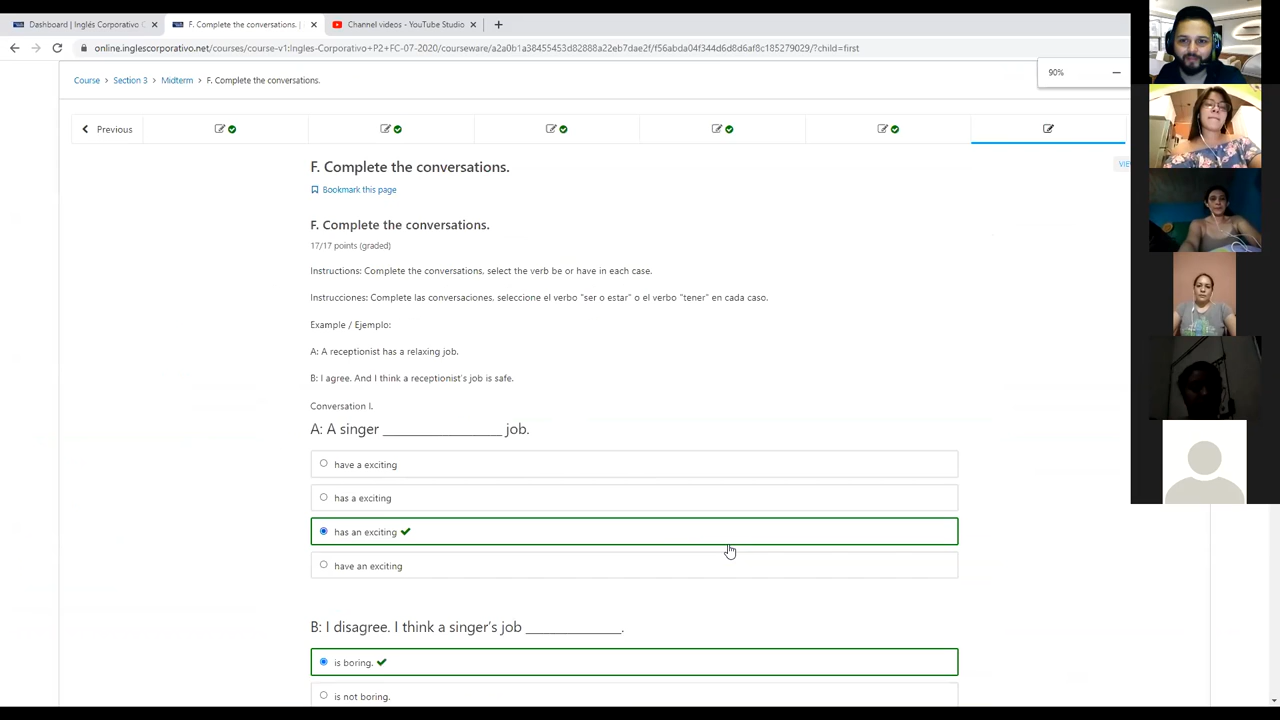 Dashboard | Inglés Corporativo
F. Complete the conversations. |
Channel videos - YouTube Studio
online.inglescorporativo.net/courses/course-v1:Ingles-Corporativo+P2+FC-07-2020/courseware/a2a0b1a38455453d82888a22eb7dae2f/f56abda04f344d6d8d6af8c185279029/?child=first
90%
Course > Section 3 > Midterm > F. Complete the conversations.
Previous
VIE
F. Complete the conversations.
Bookmark this page
F. Complete the conversations.
17/17 points (graded)
Instructions: Complete the conversations, select the verb be or have in each case.
Instrucciones: Complete las conversaciones, seleccione el verbo "ser o estar" o el verbo "tener" en cada caso.
Example / Ejemplo:
A: A receptionist has a relaxing job.
B: I agree. And I think a receptionist's job is safe.
Conversation I.
A: A singer __________________ job.
have a exciting
has a exciting
has an exciting
have an exciting
B: I disagree. I think a singer's job ______________.
is boring.
is not boring.